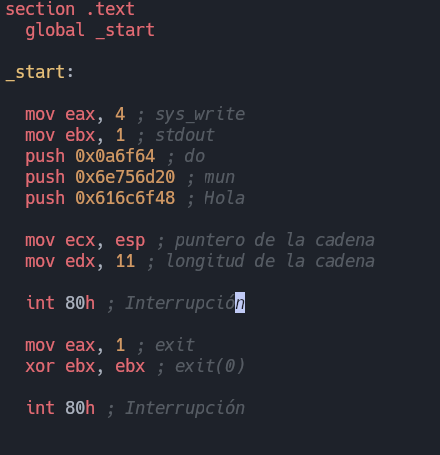 section .text
global _start
_start:
mov eax, 4 ; sys_write
mov ebx, 1 ; stdout
push 0x0a6f64 ; do
push 0x6e756d20 ; mun
push 0x616c6f48 ; Hola
mov ecx, esp ; puntero de la cadena
mov edx, 11 ; longitud de la cadena
int 80h ; Interrupción
mov eax, 1 ; exit
xor ebx, ebx ; exit(0)
int 80h ; Interrupción